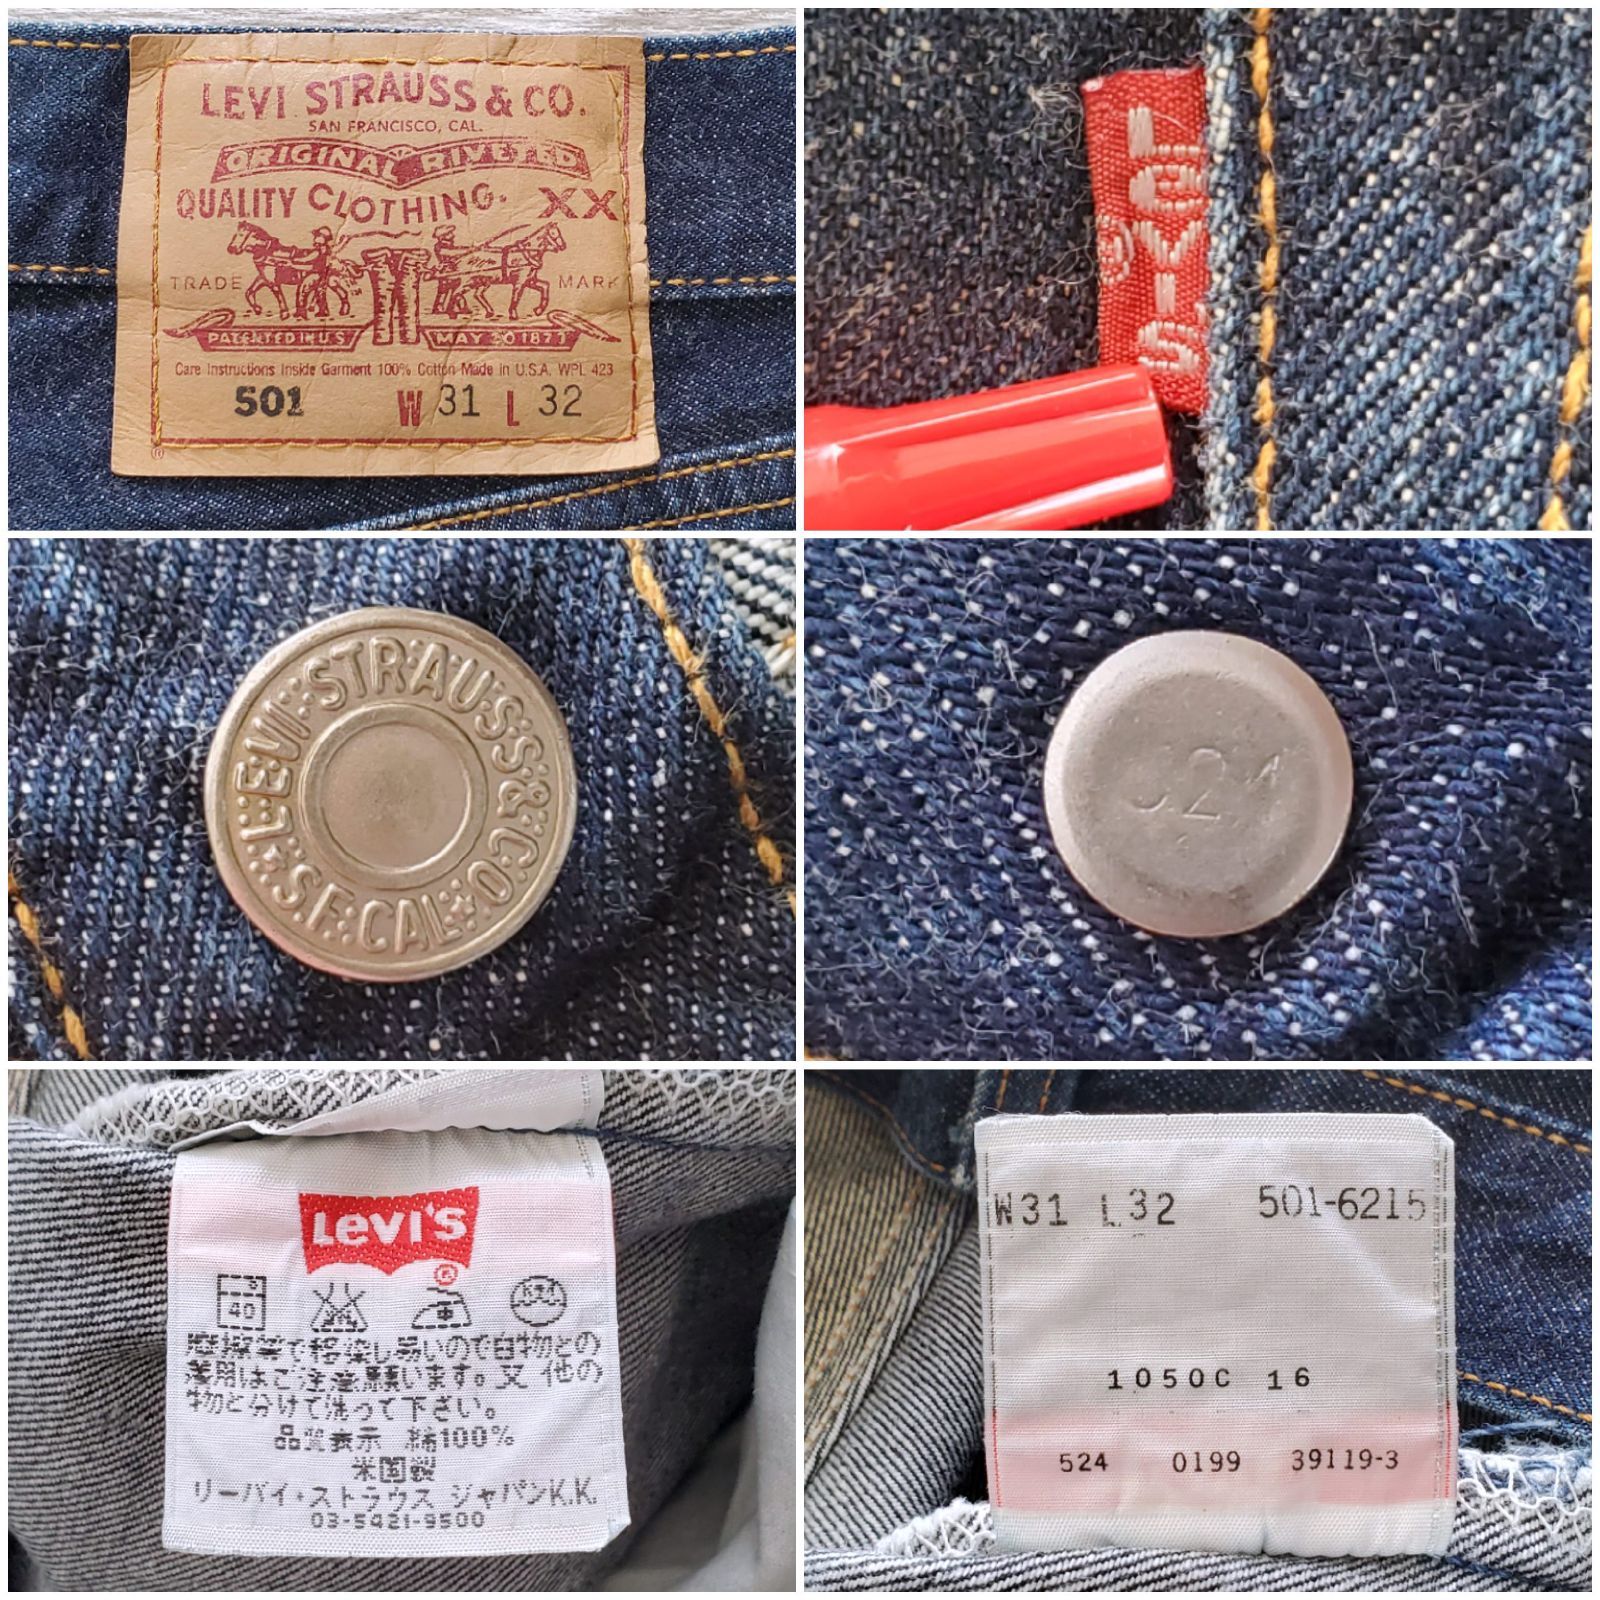 LEVI STRAUSS & CO.
SAN FRANCISCO, CAL.
ORIGINAL RIVETED
QUALITY CLOTHING. XX
TRADE MARK
PATENTED IN U S MAY 20 1873
Care Instructions Inside Garment 100% Cotton Made in U.S.A. WPL 423
501 W 31 L 32
®
LeVI'S
®
LEVI STRAUSS & CO. S.F. CAL.
524
LeVI'S
®
40
摩擦等で移染し易いので白物との
着用はご注意願います。又 他の
物と分けて洗って下さい。
品質表示 綿100%
米国製
リーバイ・ストラウス ジャパンK.K.
03-5421-9500
W31 L32 501-6215
1050C 16
524 0199 39119-3